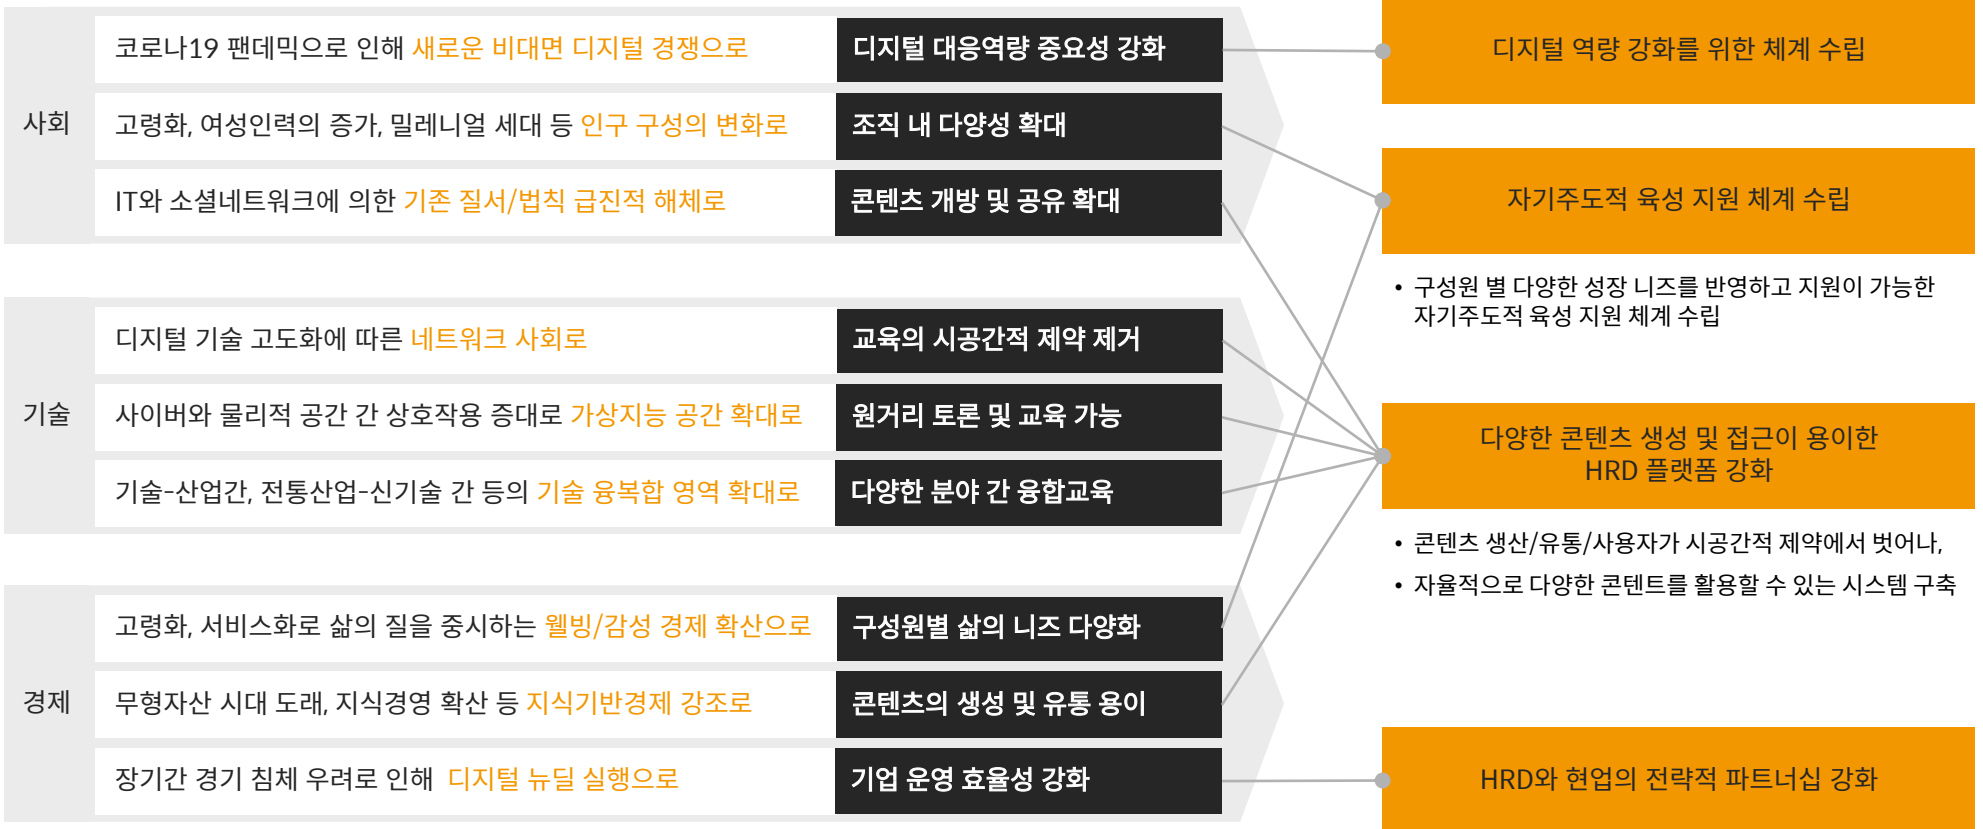 사회
코로나19 팬데믹으로 인해 새로운 비대면 디지털 경쟁으로
디지털 대응역량 중요성 강화
고령화, 여성인력의 증가, 밀레니얼 세대 등 인구 구성의 변화로
조직 내 다양성 확대
IT와 소셜네트워크에 의한 기존 질서/법칙 급진적 해체로
콘텐츠 개방 및 공유 확대
기술
디지털 기술 고도화에 따른 네트워크 사회로
교육의 시공간적 제약 제거
사이버와 물리적 공간 간 상호작용 증대로 가상지능 공간 확대로
원거리 토론 및 교육 가능
기술-산업간, 전통산업-신기술 간 등의 기술 융복합 영역 확대로
다양한 분야 간 융합교육
경제
고령화, 서비스화로 삶의 질을 중시하는 웰빙/감성 경제 확산으로
구성원별 삶의 니즈 다양화
무형자산 시대 도래, 지식경영 확산 등 지식기반경제 강조로
콘텐츠의 생성 및 유통 용이
장기간 경기 침체 우려로 인해 디지털 뉴딜 실행으로
기업 운영 효율성 강화
디지털 역량 강화를 위한 체계 수립
자기주도적 육성 지원 체계 수립
• 구성원 별 다양한 성장 니즈를 반영하고 지원이 가능한
자기주도적 육성 지원 체계 수립
다양한 콘텐츠 생성 및 접근이 용이한
HRD 플랫폼 강화
• 콘텐츠 생산/유통/사용자가 시공간적 제약에서 벗어나,
• 자율적으로 다양한 콘텐트를 활용할 수 있는 시스템 구축
HRD와 현업의 전략적 파트너십 강화